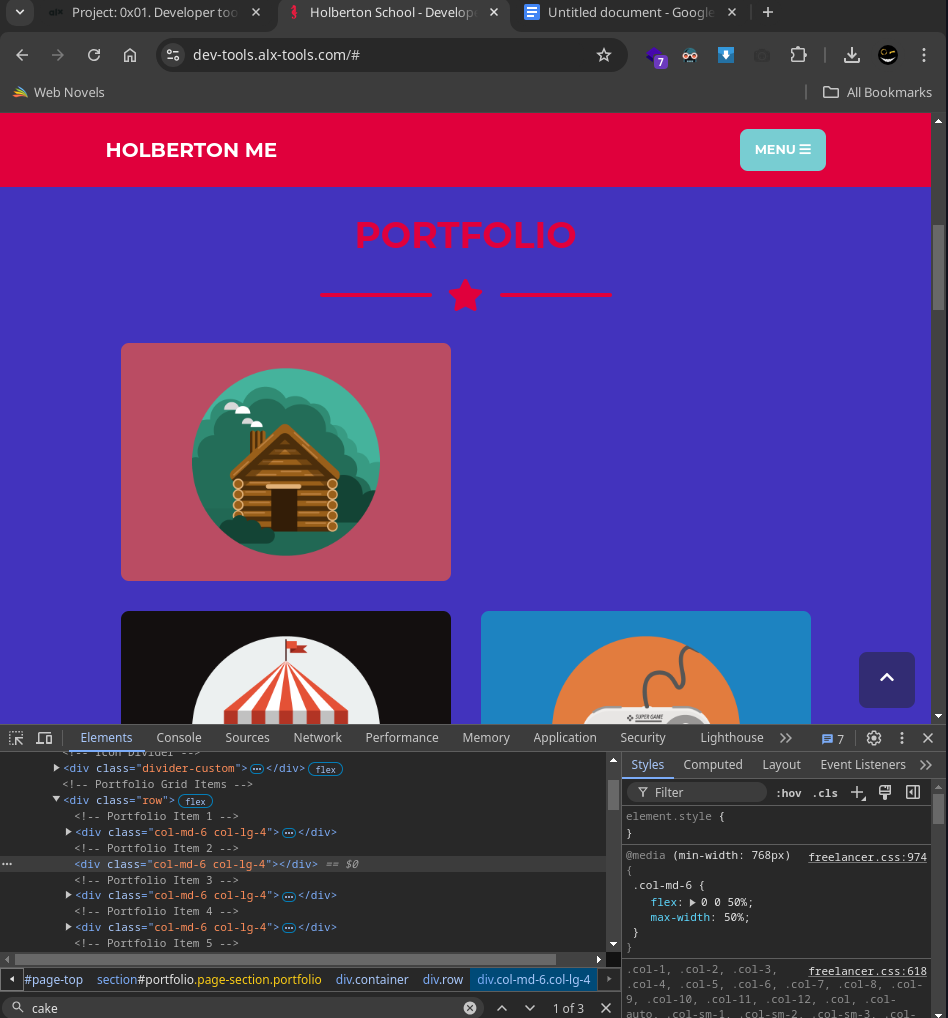 Project: 0x01. Developer too
Holberton School - Develop
Untitled document - Google
dev-tools.alx-tools.com/#
7
Web Novels
All Bookmarks
HOLBERTON ME
MENU ☰
PORTFOLIO
SUPER GAME
Elements Console Sources Network Performance Memory Application Security Lighthouse 7
<!-- Icon Divider -->
<div class="divider-custom">⋯</div> flex
<!-- Portfolio Grid Items -->
<div class="row"> flex
<!-- Portfolio Item 1 -->
<div class="col-md-6 col-lg-4">⋯</div>
<!-- Portfolio Item 2 -->
<div class="col-md-6 col-lg-4"></div> == $0
<!-- Portfolio Item 3 -->
<div class="col-md-6 col-lg-4">⋯</div>
<!-- Portfolio Item 4 -->
<div class="col-md-6 col-lg-4">⋯</div>
<!-- Portfolio Item 5 -->
#page-top section#portfolio.page-section.portfolio div.container div.row div.col-md-6.col-lg-4
cake 1 of 3
Styles Computed Layout Event Listeners
Filter :hov .cls
element.style {
}
@media (min-width: 768px) freelancer.css:974
{
.col-md-6 {
flex: 0 0 50%;
max-width: 50%;
}
}
.col-1, .col-2, .col-3, freelancer.css:618
.col-4, .col-5, .col-6, .col-7, .col-8, .col-
9, .col-10, .col-11, .col-12, .col, .col-
auto, .col-sm-1, .col-sm-2, .col-sm-3, .col-